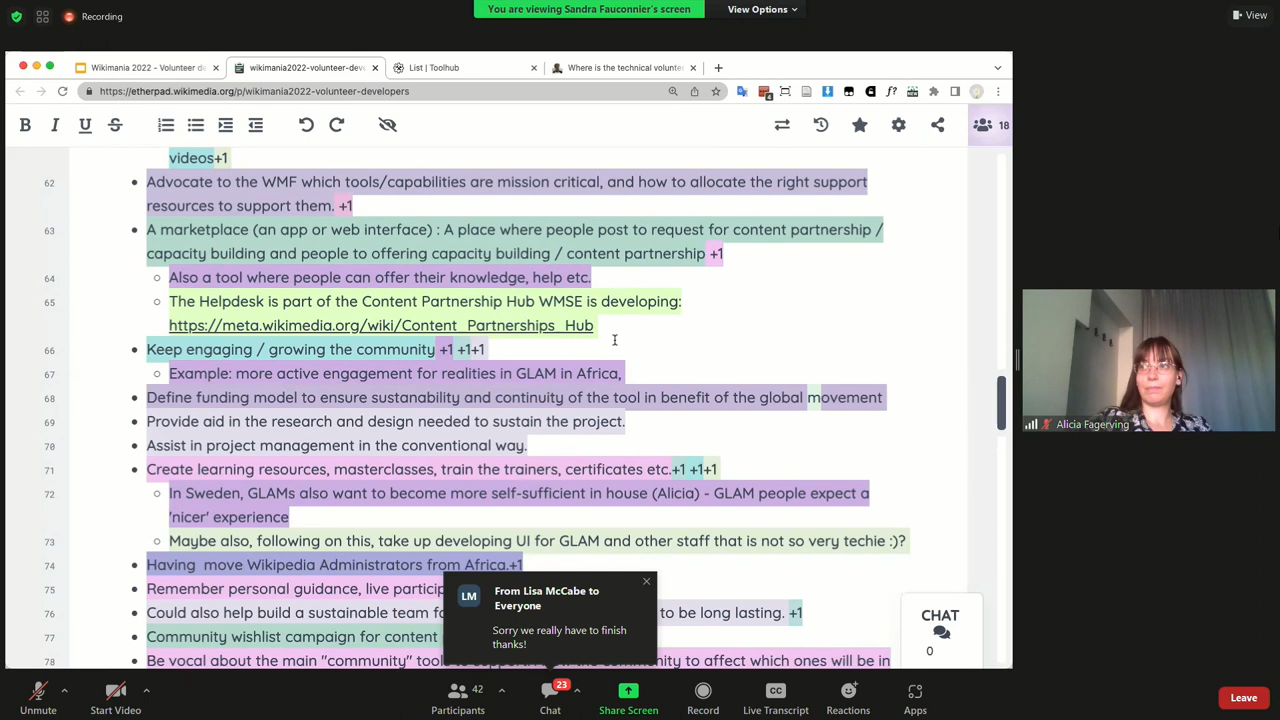 You are viewing Sandra Fauconnier's screen
View Options
Recording
View
Wikimania 2022 - Volunteer de
wikimania2022-volunteer-deve
List | Toolhub
Where is the technical volunte
https://etherpad.wikimedia.org/p/wikimania2022-volunteer-developers
18
videos+1
62 Advocate to the WMF which tools/capabilities are mission critical, and how to allocate the right support
resources to support them. +1
63 A marketplace (an app or web interface) : A place where people post to request for content partnership /
capacity building and people to offering capacity building / content partnership +1
64 Also a tool where people can offer their knowledge, help etc.
65 The Helpdesk is part of the Content Partnership Hub WMSE is developing:
https://meta.wikimedia.org/wiki/Content_Partnerships_Hub
66 Keep engaging / growing the community +1 +1+1
67 Example: more active engagement for realities in GLAM in Africa,
68 Define funding model to ensure sustanability and continuity of the tool in benefit of the global movement
69 Provide aid in the research and design needed to sustain the project.
70 Assist in project management in the conventional way.
71 Create learning resources, masterclasses, train the trainers, certificates etc.+1 +1+1
72 In Sweden, GLAMs also want to become more self-sufficient in house (Alicia) - GLAM people expect a
'nicer' experience
73 Maybe also, following on this, take up developing UI for GLAM and other staff that is not so very techie :)?
74 Having move Wikipedia Administrators from Africa.+1
75 Remember personal guidance, live partici
76 Could also help build a sustainable team fo to be long lasting. +1
77 Community wishlist campaign for content
78 Be vocal about the main "community" tools community to affect which ones will be in
LM
From Lisa McCabe to
Everyone
Sorry we really have to finish
thanks!
CHAT
0
Alicia Fagerving
Unmute
Start Video
Participants 42
Chat 23
Share Screen
Record
CC
Live Transcript
Reactions
Apps
Leave